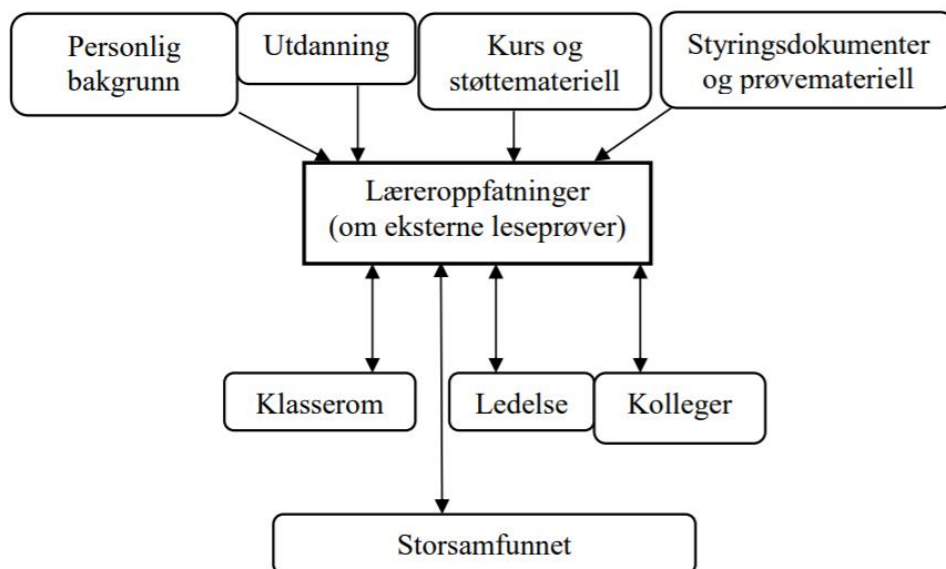 Personlig
bakgrunn
Utdanning
Kurs og
støttemateriell
Styringsdokumenter
og prøvemateriell
Læreroppfatninger
(om eksterne leseprøver)
Klasserom
Ledelse
Kolleger
Storsamfunnet